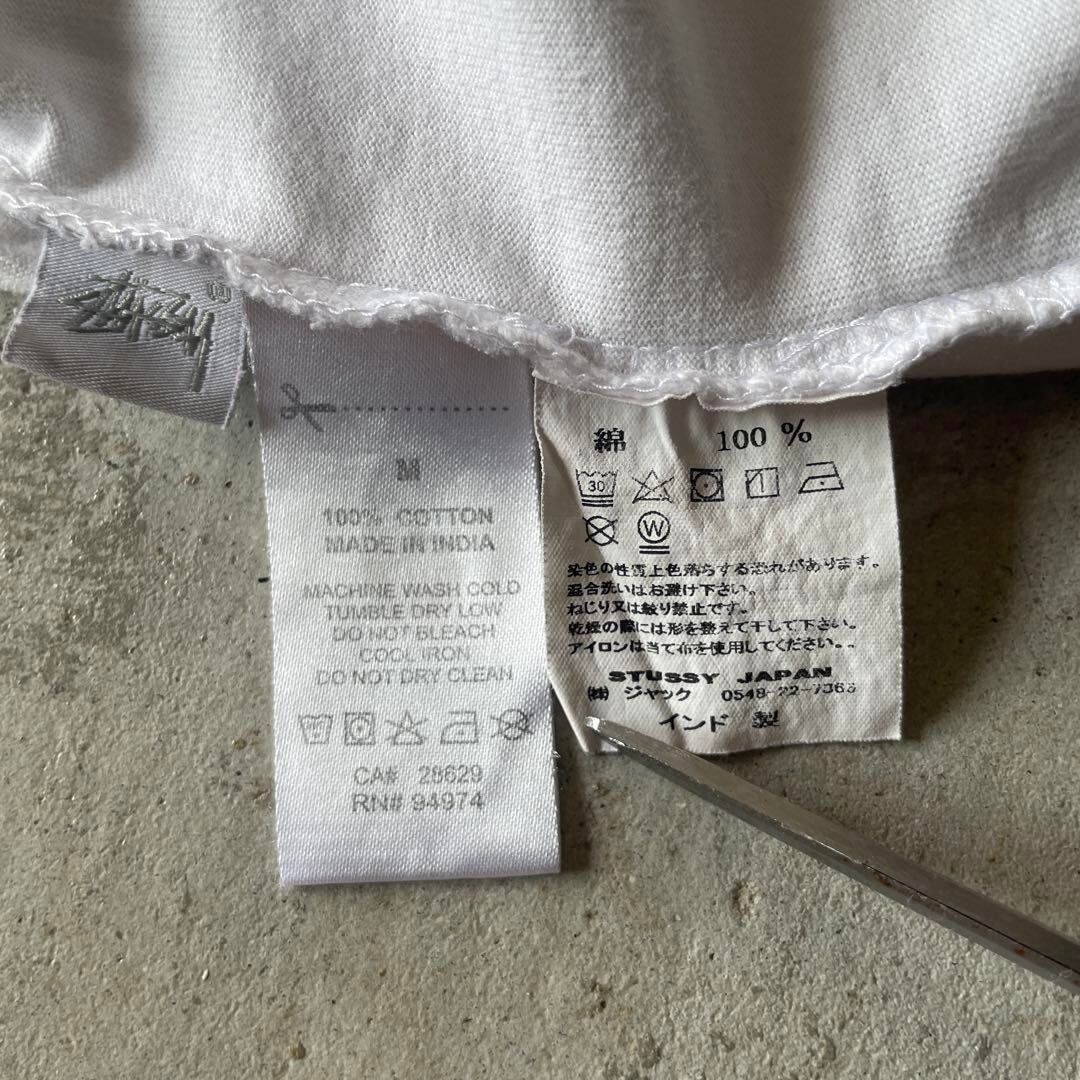 M
100% COTTON
MADE IN INDIA
MACHINE WASH COLD
TUMBLE DRY LOW
DO NOT BLEACH
COOL IRON
DO NOT DRY CLEAN
CA# 28629
RN# 94974
綿 100 %
30
W
染色の性質上色落ちする恐れがあります。
混合洗いはお避け下さい。
ねじり又は絞り禁止です。
乾燥の際には形を整えて干して下さい。
アイロンは当て布を使用してください。
STUSSY JAPAN
㈱ ジャック 0548-22-7363
インド 製